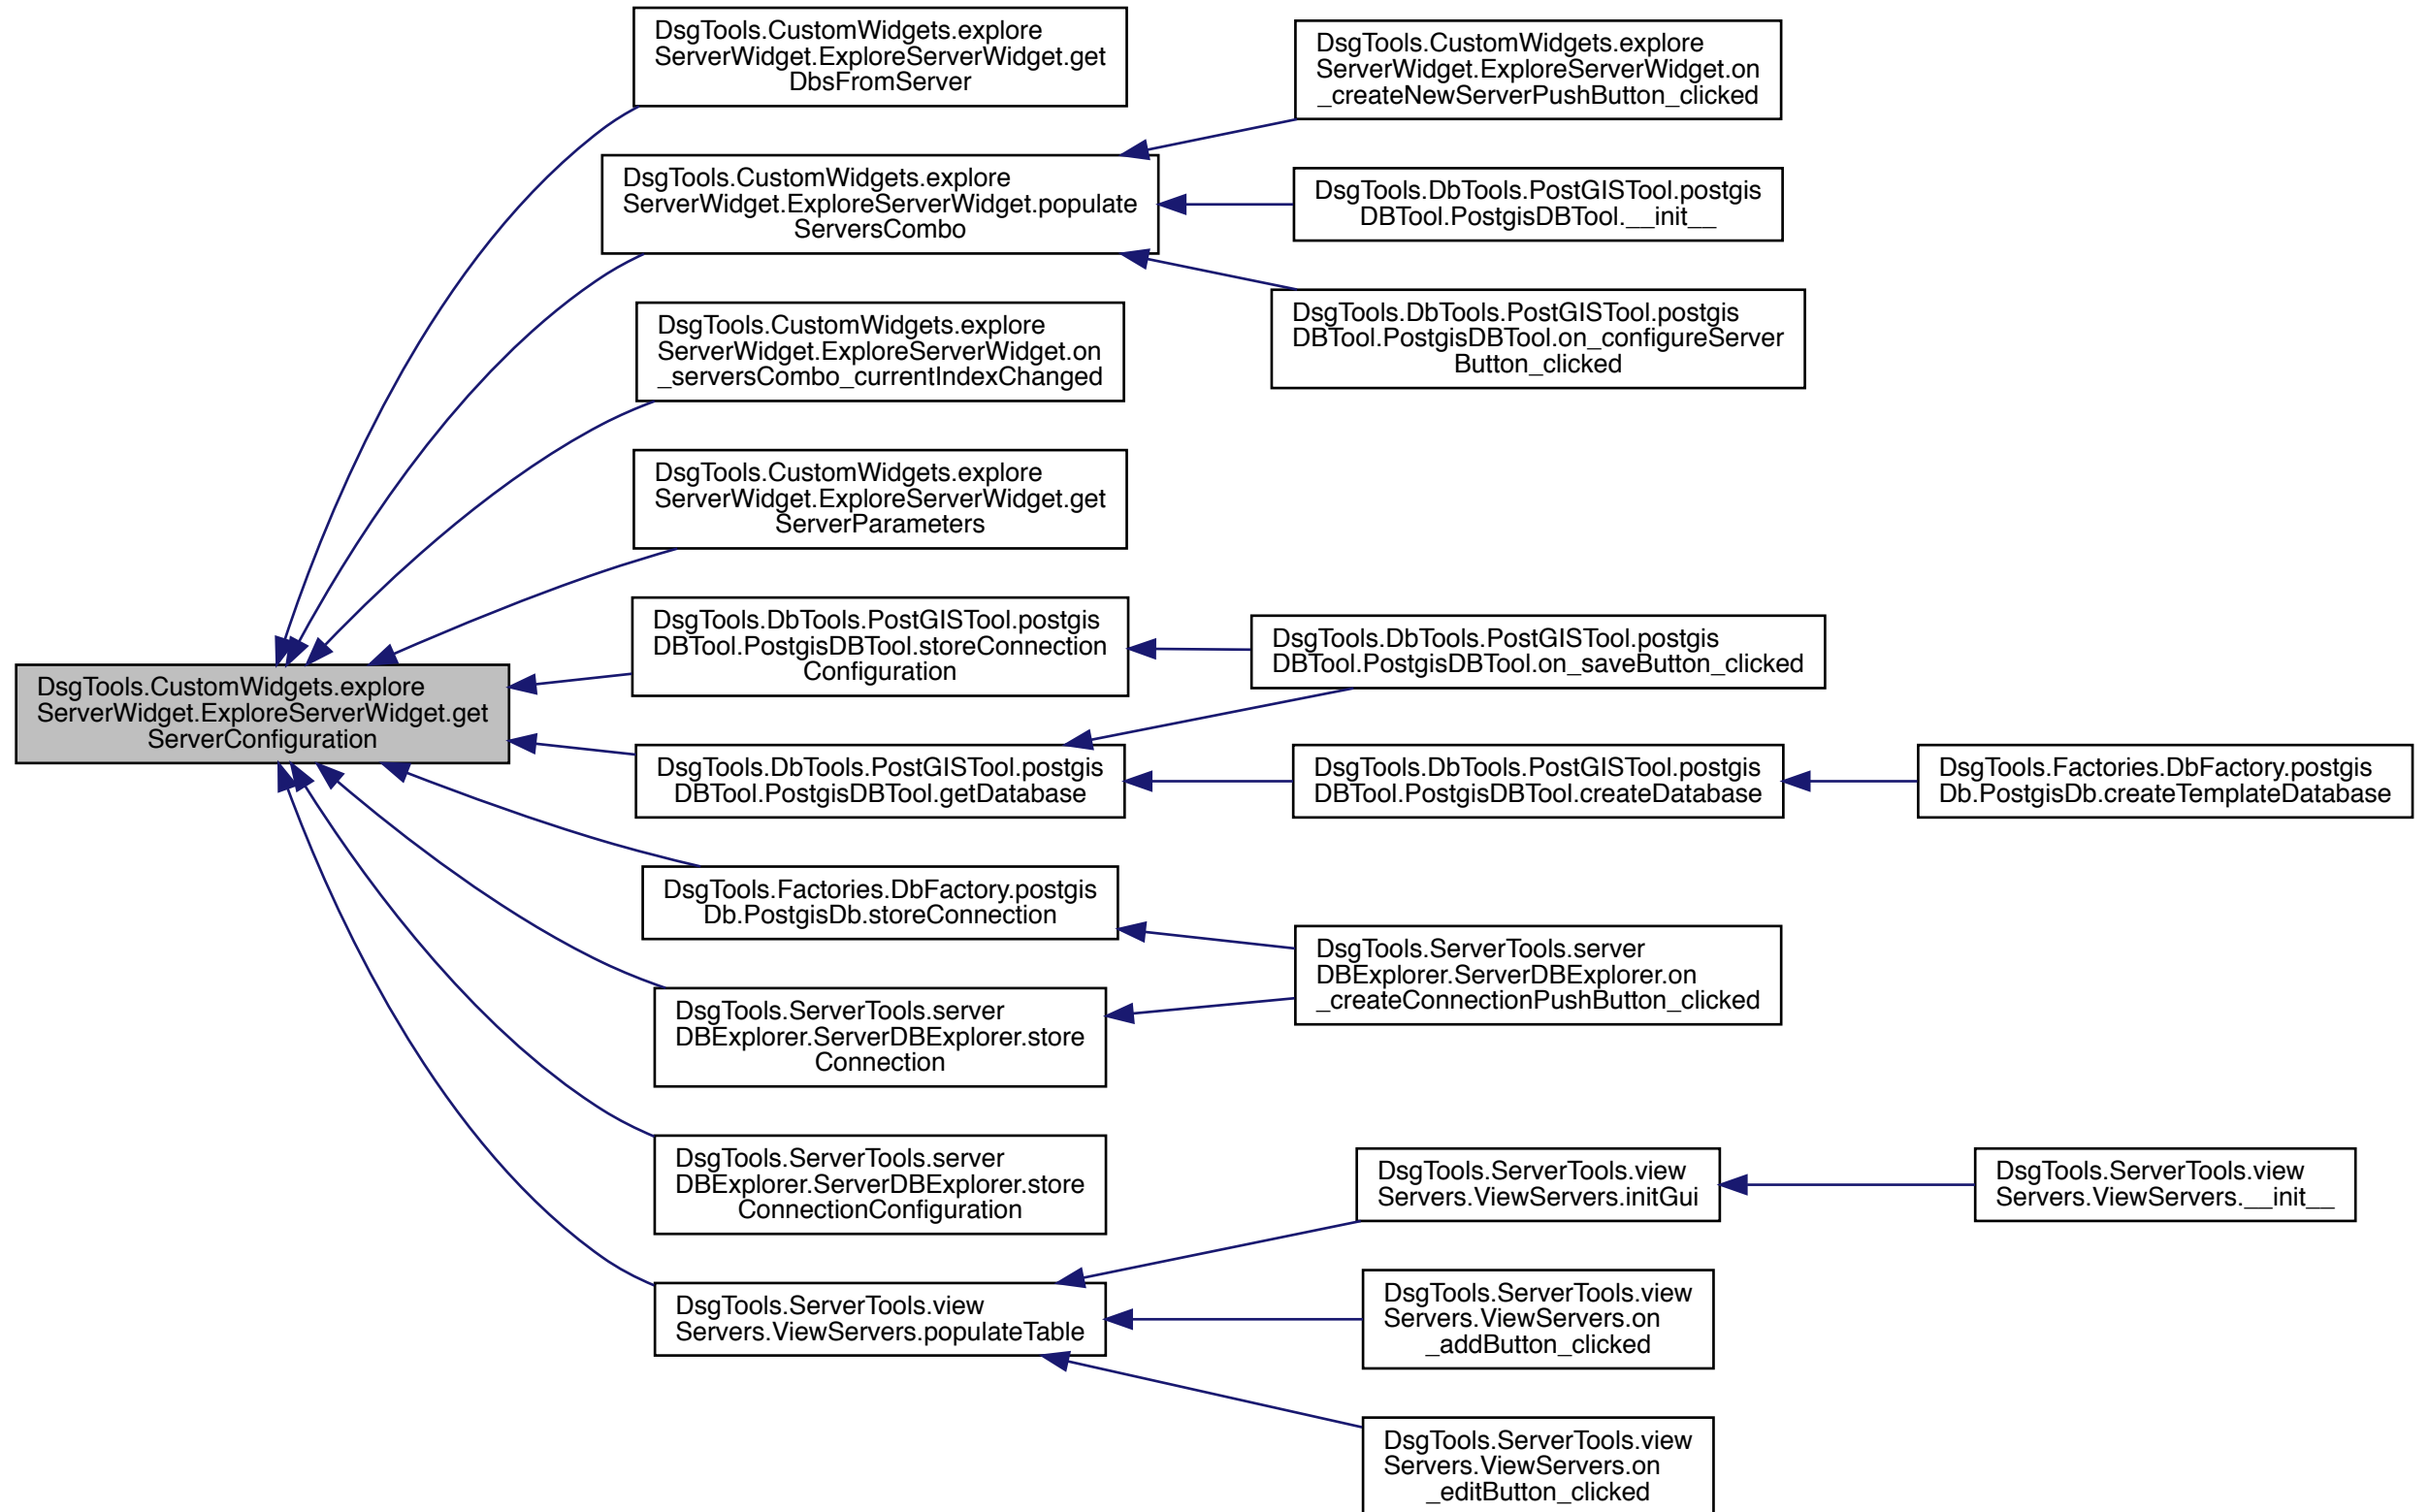 DsgTools.CustomWidgets.explore
ServerWidget.ExploreServerWidget.get
DbsFromServer
DsgTools.CustomWidgets.explore
ServerWidget.ExploreServerWidget.on
_createNewServerPushButton_clicked
DsgTools.CustomWidgets.explore
ServerWidget.ExploreServerWidget.populate
ServersCombo
DsgTools.DbTools.PostGISTool.postgis
DBTool.PostgisDBTool.__init__
DsgTools.DbTools.PostGISTool.postgis
DBTool.PostgisDBTool.on_configureServer
Button_clicked
DsgTools.CustomWidgets.explore
ServerWidget.ExploreServerWidget.on
_serversCombo_currentIndexChanged
DsgTools.CustomWidgets.explore
ServerWidget.ExploreServerWidget.get
ServerParameters
DsgTools.DbTools.PostGISTool.postgis
DBTool.PostgisDBTool.storeConnection
Configuration
DsgTools.DbTools.PostGISTool.postgis
DBTool.PostgisDBTool.on_saveButton_clicked
DsgTools.CustomWidgets.explore
ServerWidget.ExploreServerWidget.get
ServerConfiguration
DsgTools.DbTools.PostGISTool.postgis
DBTool.PostgisDBTool.getDatabase
DsgTools.DbTools.PostGISTool.postgis
DBTool.PostgisDBTool.createDatabase
DsgTools.Factories.DbFactory.postgis
Db.PostgisDb.createTemplateDatabase
DsgTools.Factories.DbFactory.postgis
Db.PostgisDb.storeConnection
DsgTools.ServerTools.server
DBExplorer.ServerDBExplorer.on
_createConnectionPushButton_clicked
DsgTools.ServerTools.server
DBExplorer.ServerDBExplorer.store
Connection
DsgTools.ServerTools.server
DBExplorer.ServerDBExplorer.store
ConnectionConfiguration
DsgTools.ServerTools.view
Servers.ViewServers.initGui
DsgTools.ServerTools.view
Servers.ViewServers.__init__
DsgTools.ServerTools.view
Servers.ViewServers.populateTable
DsgTools.ServerTools.view
Servers.ViewServers.on
_addButton_clicked
DsgTools.ServerTools.view
Servers.ViewServers.on
_editButton_clicked